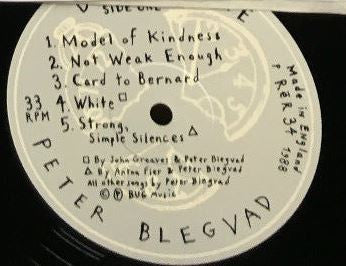 SIDE ONE
1. Model of Kindness
2. Not Weak Enough
3. Card to Bernard
4. White □
5. Strong,
Simple Silences △
33
RPM
Made in England
P RēR 34 1988
□ By John Greaves & Peter Blegvad
△ By Anton Fier & Peter Blegvad
All other songs by Peter Blegvad
© ℗ BUG Music
PETER BLEGVAD